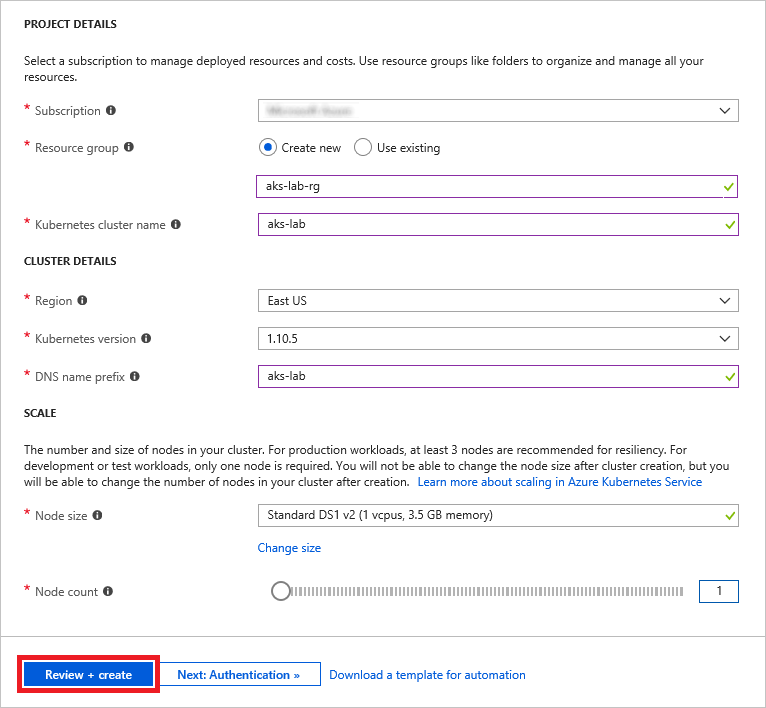 PROJECT DETAILS
Select a subscription to manage deployed resources and costs. Use resource groups like folders to organize and manage all your
resources.
* Subscription
* Resource group
Create new
Use existing
aks-lab-rg
* Kubernetes cluster name
aks-lab
CLUSTER DETAILS
* Region
East US
* Kubernetes version
1.10.5
* DNS name prefix
aks-lab
SCALE
The number and size of nodes in your cluster. For production workloads, at least 3 nodes are recommended for resiliency. For
development or test workloads, only one node is required. You will not be able to change the node size after cluster creation, but you
will be able to change the number of nodes in your cluster after creation. Learn more about scaling in Azure Kubernetes Service
* Node size
Standard DS1 v2 (1 vcpus, 3.5 GB memory)
Change size
* Node count
1
Review + create
Next: Authentication »
Download a template for automation